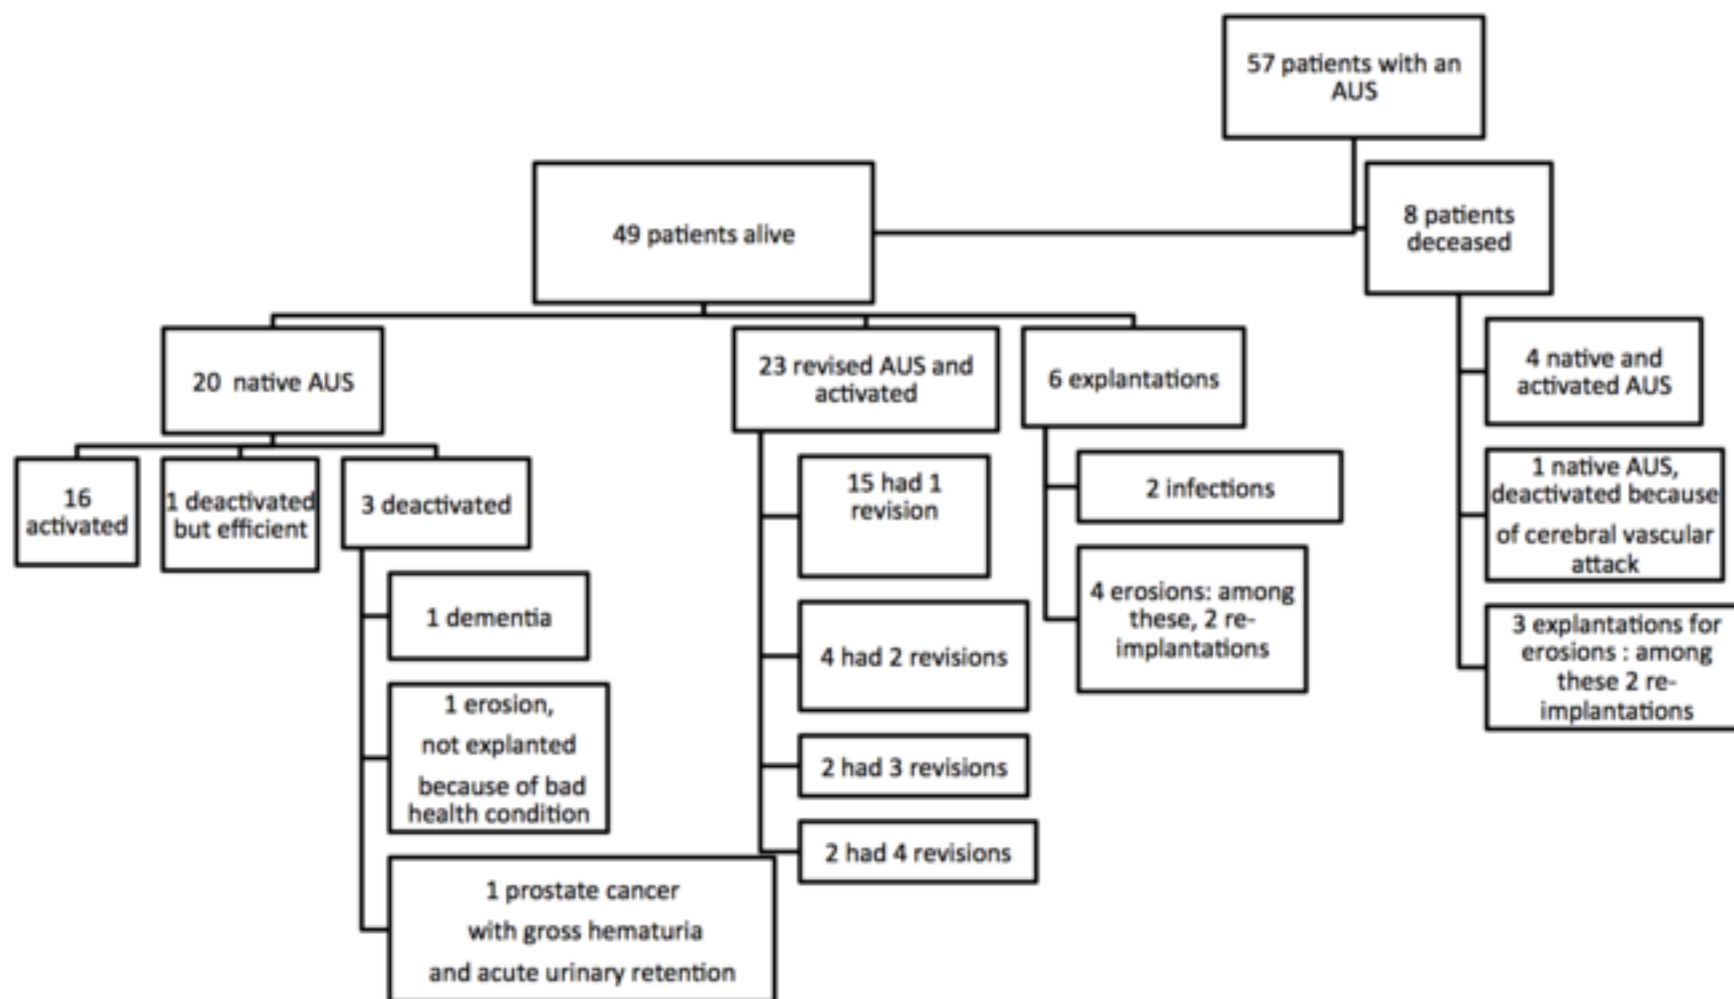 57 patients with an
AUS
49 patients alive
8 patients
deceased
20 native AUS
23 revised AUS and
activated
6 explantations
4 native and
activated AUS
16
activated
1 deactivated
but efficient
3 deactivated
15 had 1
revision
2 infections
1 native AUS,
deactivated because
of cerebral vascular
attack
1 dementia
4 had 2 revisions
4 erosions: among
these, 2 re-
implantations
3 explantations for
erosions : among
these 2 re-
implantations
1 erosion,
not explanted
because of bad
health condition
2 had 3 revisions
2 had 4 revisions
1 prostate cancer
with gross hematuria
and acute urinary retention